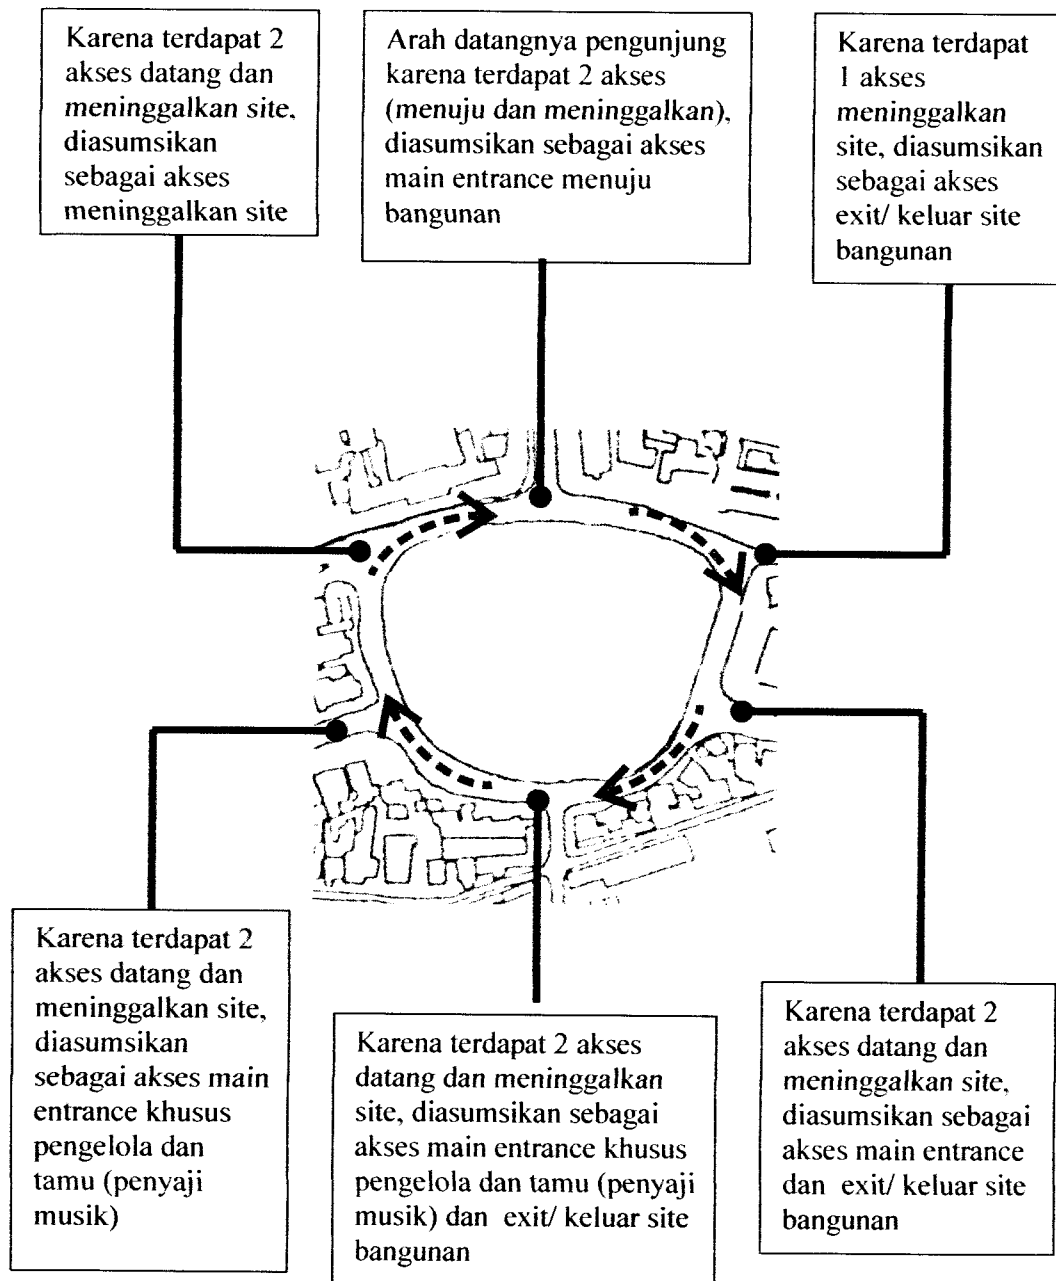 Karena terdapat 2
akses datang dan
meninggalkan site,
diasumsikan
sebagai akses
meninggalkan site
Arah datangnya pengunjung
karena terdapat 2 akses
(menuju dan meninggalkan),
diasumsikan sebagai akses
main entrance menuju
bangunan
Karena terdapat
1 akses
meninggalkan
site, diasumsikan
sebagai akses
exit/ keluar site
bangunan
Karena terdapat 2
akses datang dan
meninggalkan site,
diasumsikan
sebagai akses main
entrance khusus
pengelola dan
tamu (penyaji
musik)
Karena terdapat 2 akses
datang dan meninggalkan
site, diasumsikan sebagai
akses main entrance khusus
pengelola dan tamu (penyaji
musik) dan exit/ keluar site
bangunan
Karena terdapat 2
akses datang dan
meninggalkan site,
diasumsikan sebagai
akses main entrance
dan exit/ keluar site
bangunan